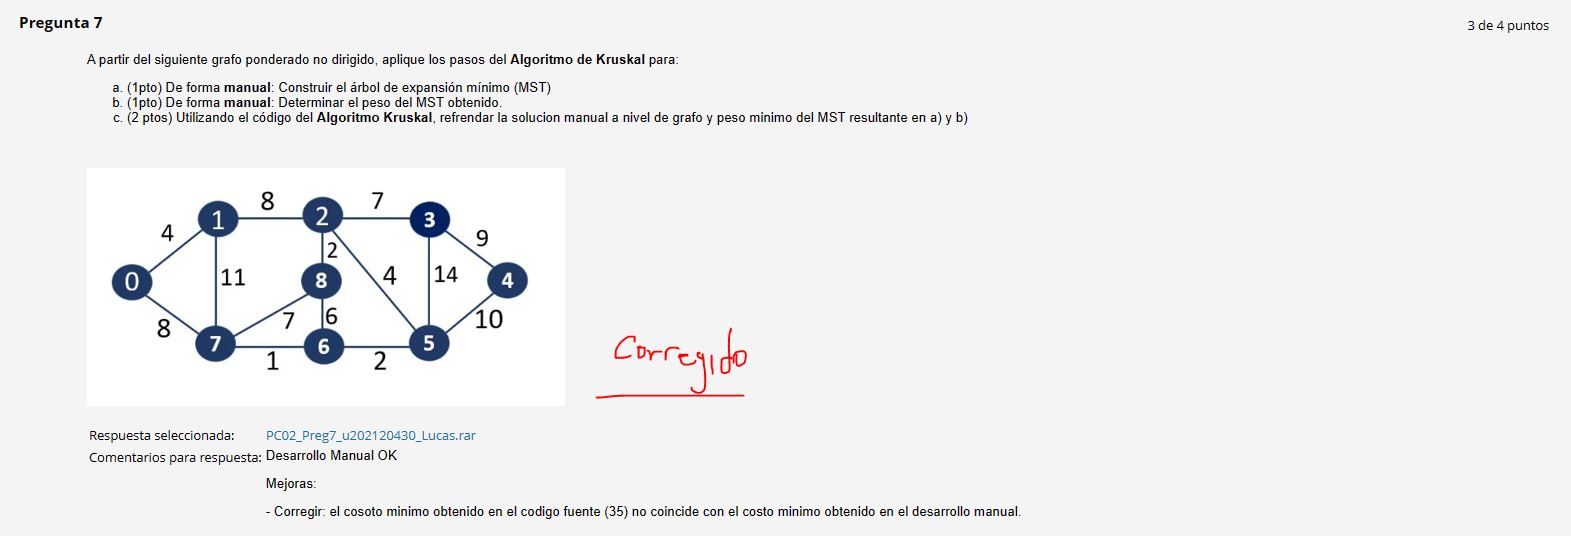 Pregunta 7
3 de 4 puntos
A partir del siguiente grafo ponderado no dirigido, aplique los pasos del Algoritmo de Kruskal para:
a. (1pto) De forma manual: Construir el árbol de expansión mínimo (MST)
b. (1pto) De forma manual: Determinar el peso del MST obtenido.
c. (2 ptos) Utilizando el código del Algoritmo Kruskal, refrendar la solucion manual a nivel de grafo y peso minimo del MST resultante en a) y b)
8 7
1 2 3
4 9
2
11 4 14
0 8 4
7 6 10
8
7 6 5
1 2
Corregido
Respuesta seleccionada: PC02_Preg7_u202120430_Lucas.rar
Comentarios para respuesta: Desarrollo Manual OK
Mejoras:
- Corregir: el cosoto minimo obtenido en el codigo fuente (35) no coincide con el costo minimo obtenido en el desarrollo manual.